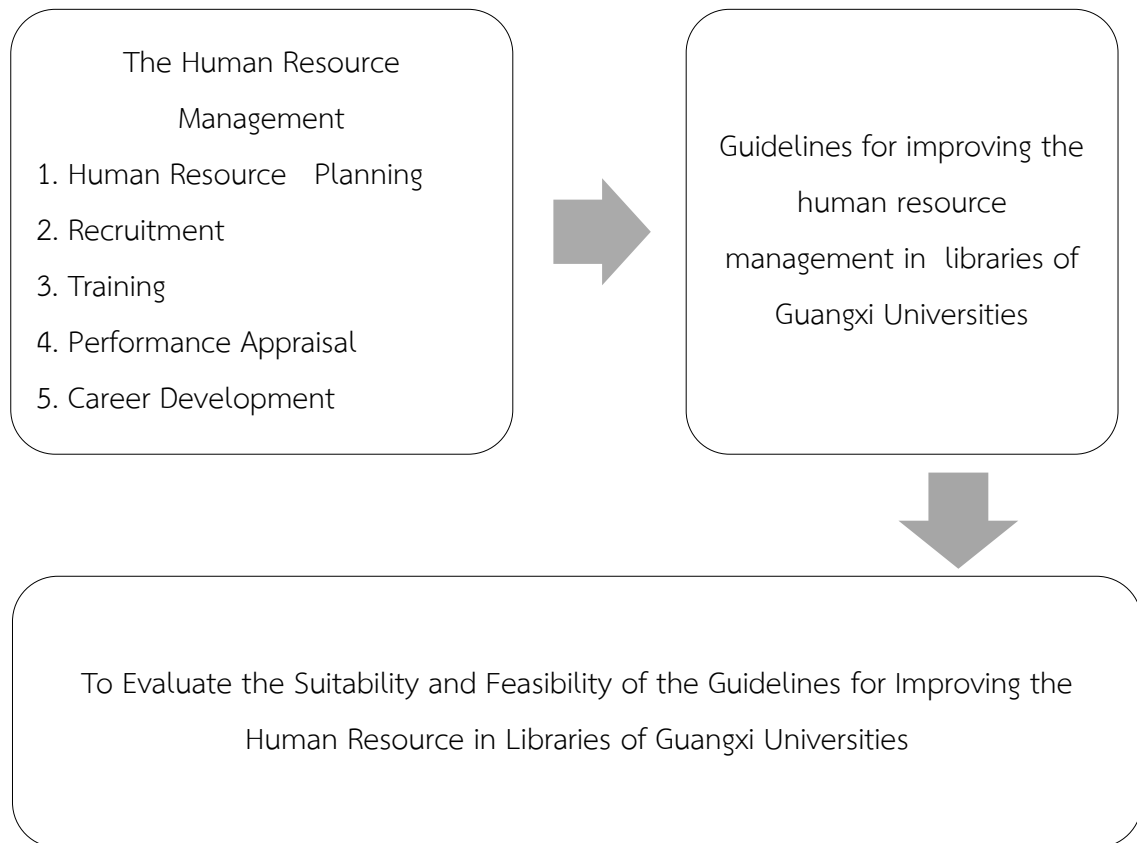 The Human Resource
Management
1. Human Resource Planning
2. Recruitment
3. Training
4. Performance Appraisal
5. Career Development
Guidelines for improving the
human resource
management in libraries of
Guangxi Universities
To Evaluate the Suitability and Feasibility of the Guidelines for Improving the
Human Resource in Libraries of Guangxi Universities